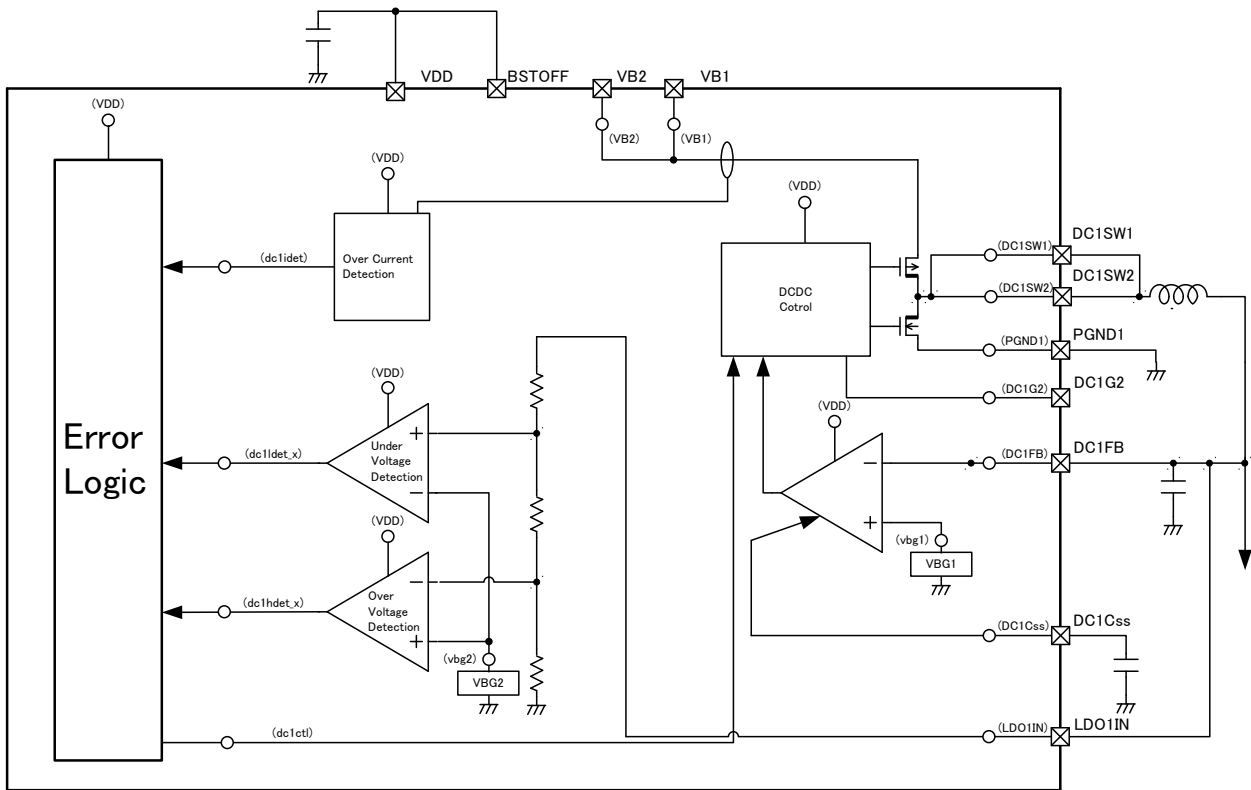 VDD
BSTOFF
VB2
VB1
(VDD)
(VB2)
(VB1)
(VDD)
(VDD)
DC1SW1
(DC1SW1)
(dc1idet)
Over Current
Detection
DCDC
Cotrol
DC1SW2
(DC1SW2)
PGND1
(PGND1)
(VDD)
DC1G2
(DC1G2)
(VDD)
Error
Logic
(dc1ldet_x)
Under
Voltage
Detection
+
−
DC1FB
(DC1FB)
−
+
(vbg1)
VBG1
(VDD)
(dc1hdet_x)
Over
Voltage
Detection
−
+
(vbg2)
VBG2
DC1Css
(DC1Css)
(dc1ctl)
LDO1IN
(LDO1IN)